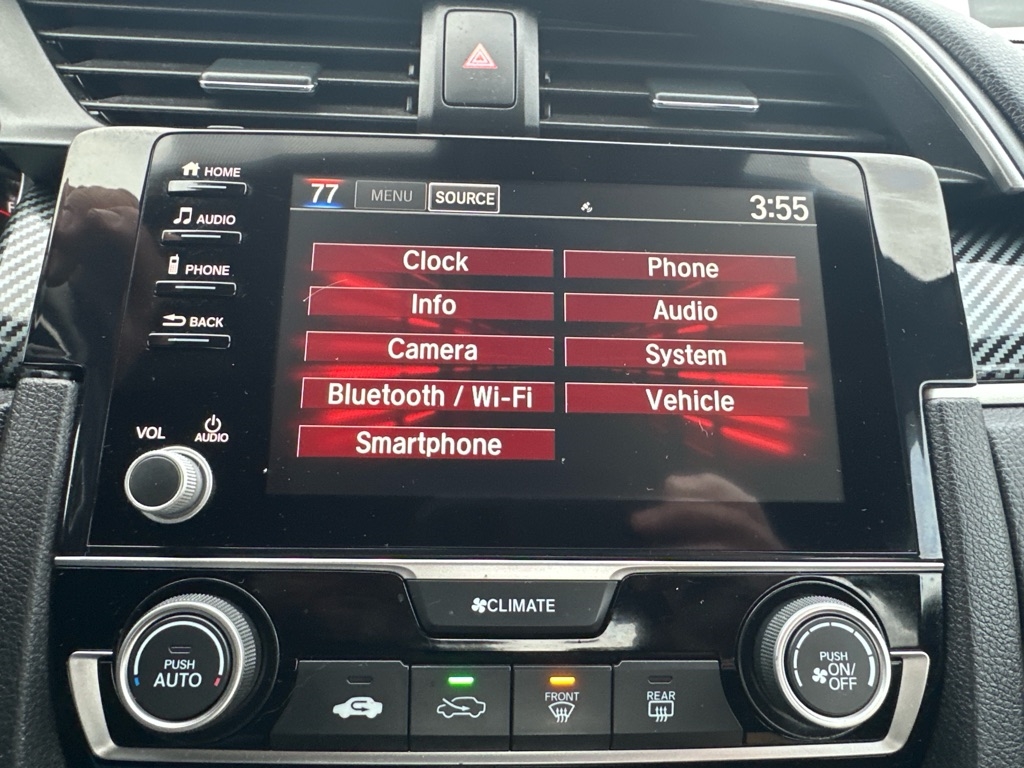 HOME
77 MENU SOURCE 3:55
AUDIO
PHONE
BACK
Clock
Phone
Info
Audio
Camera
System
Bluetooth / Wi-Fi
Vehicle
Smartphone
VOL
AUDIO
CLIMATE
PUSH
AUTO
FRONT
REAR
PUSH
ON/
OFF